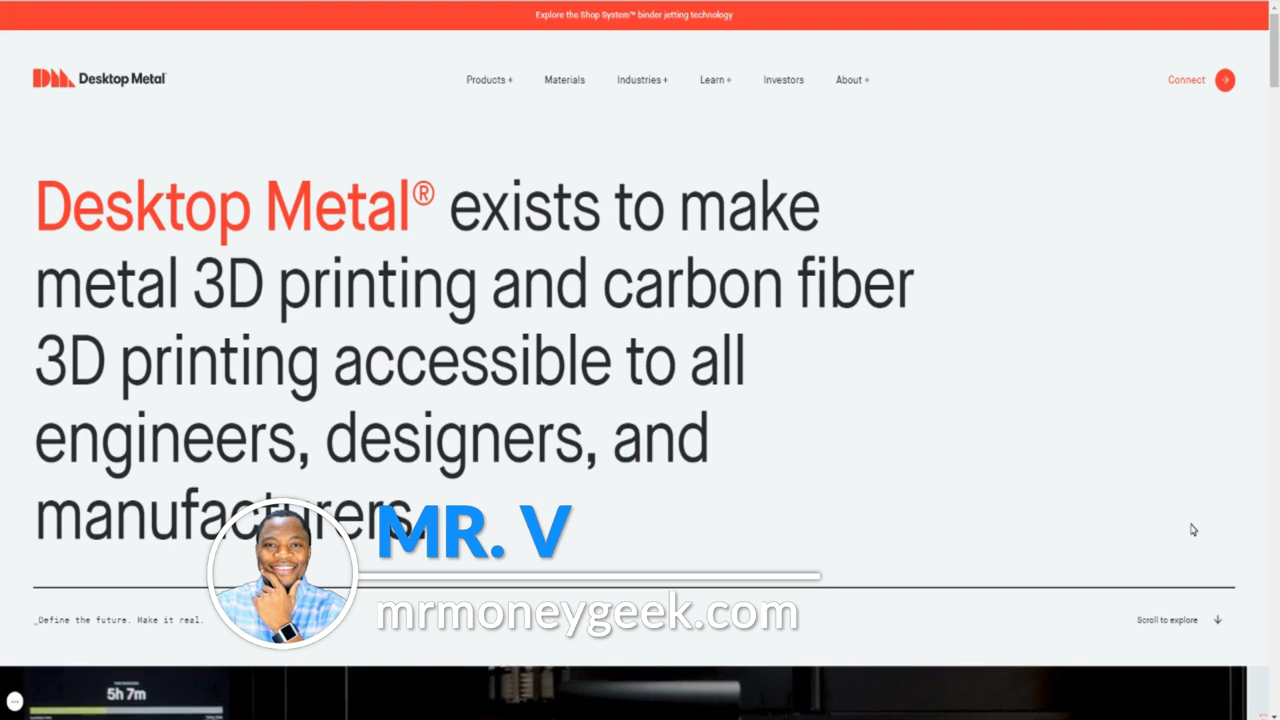 Explore the Shop System™ binder jetting technology
Desktop Metal
Products +
Materials
Industries +
Learn +
Investors
About +
Connect
Desktop Metal® exists to make
metal 3D printing and carbon fiber
3D printing accessible to all
engineers, designers, and
manufacturers.
MR. V
mrmoneygeek.com
_Define the future. Make it real.
Scroll to explore
5h 7m